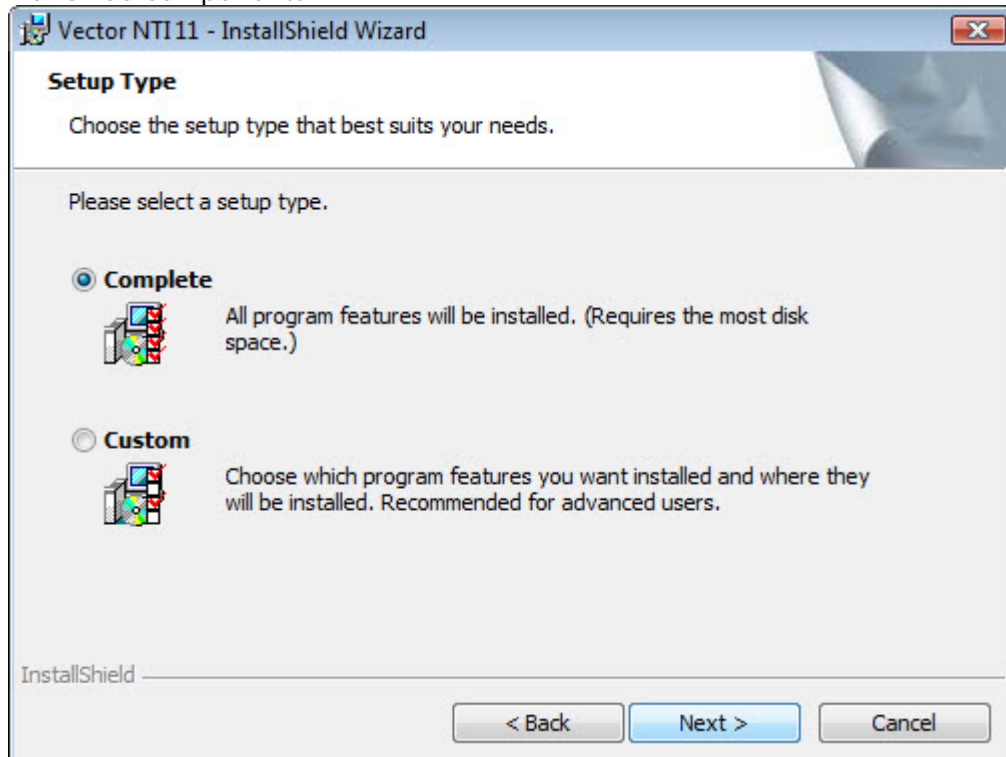 Vector NTI 11 - InstallShield Wizard
Setup Type
Choose the setup type that best suits your needs.
Please select a setup type.
Complete
All program features will be installed. (Requires the most disk
space.)
Custom
Choose which program features you want installed and where they
will be installed. Recommended for advanced users.
InstallShield
< Back
Next >
Cancel